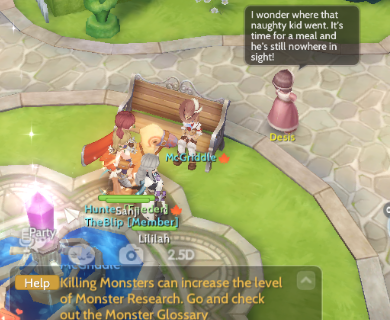 I wonder where that
naughty kid went. It's
time for a meal and
he's still nowhere in
sight!
Desis
McGriddle
TheBlip [Member]
Lililah
Party
2.5D
Help
Killing Monsters can increase the level
of Monster Research. Go and check
out the Monster Glossary